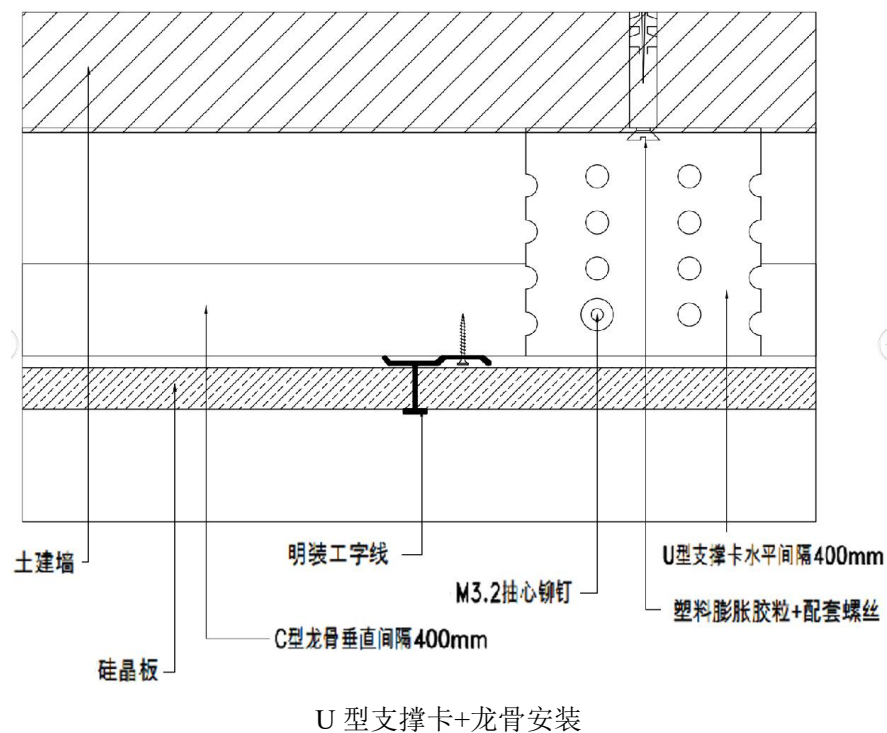 土建墙
明装工字线
U型支撑卡水平间隔400mm
M3.2抽心铆钉
塑料膨胀胶粒+配套螺丝
C型龙骨垂直间隔400mm
硅晶板
U 型支撑卡+龙骨安装